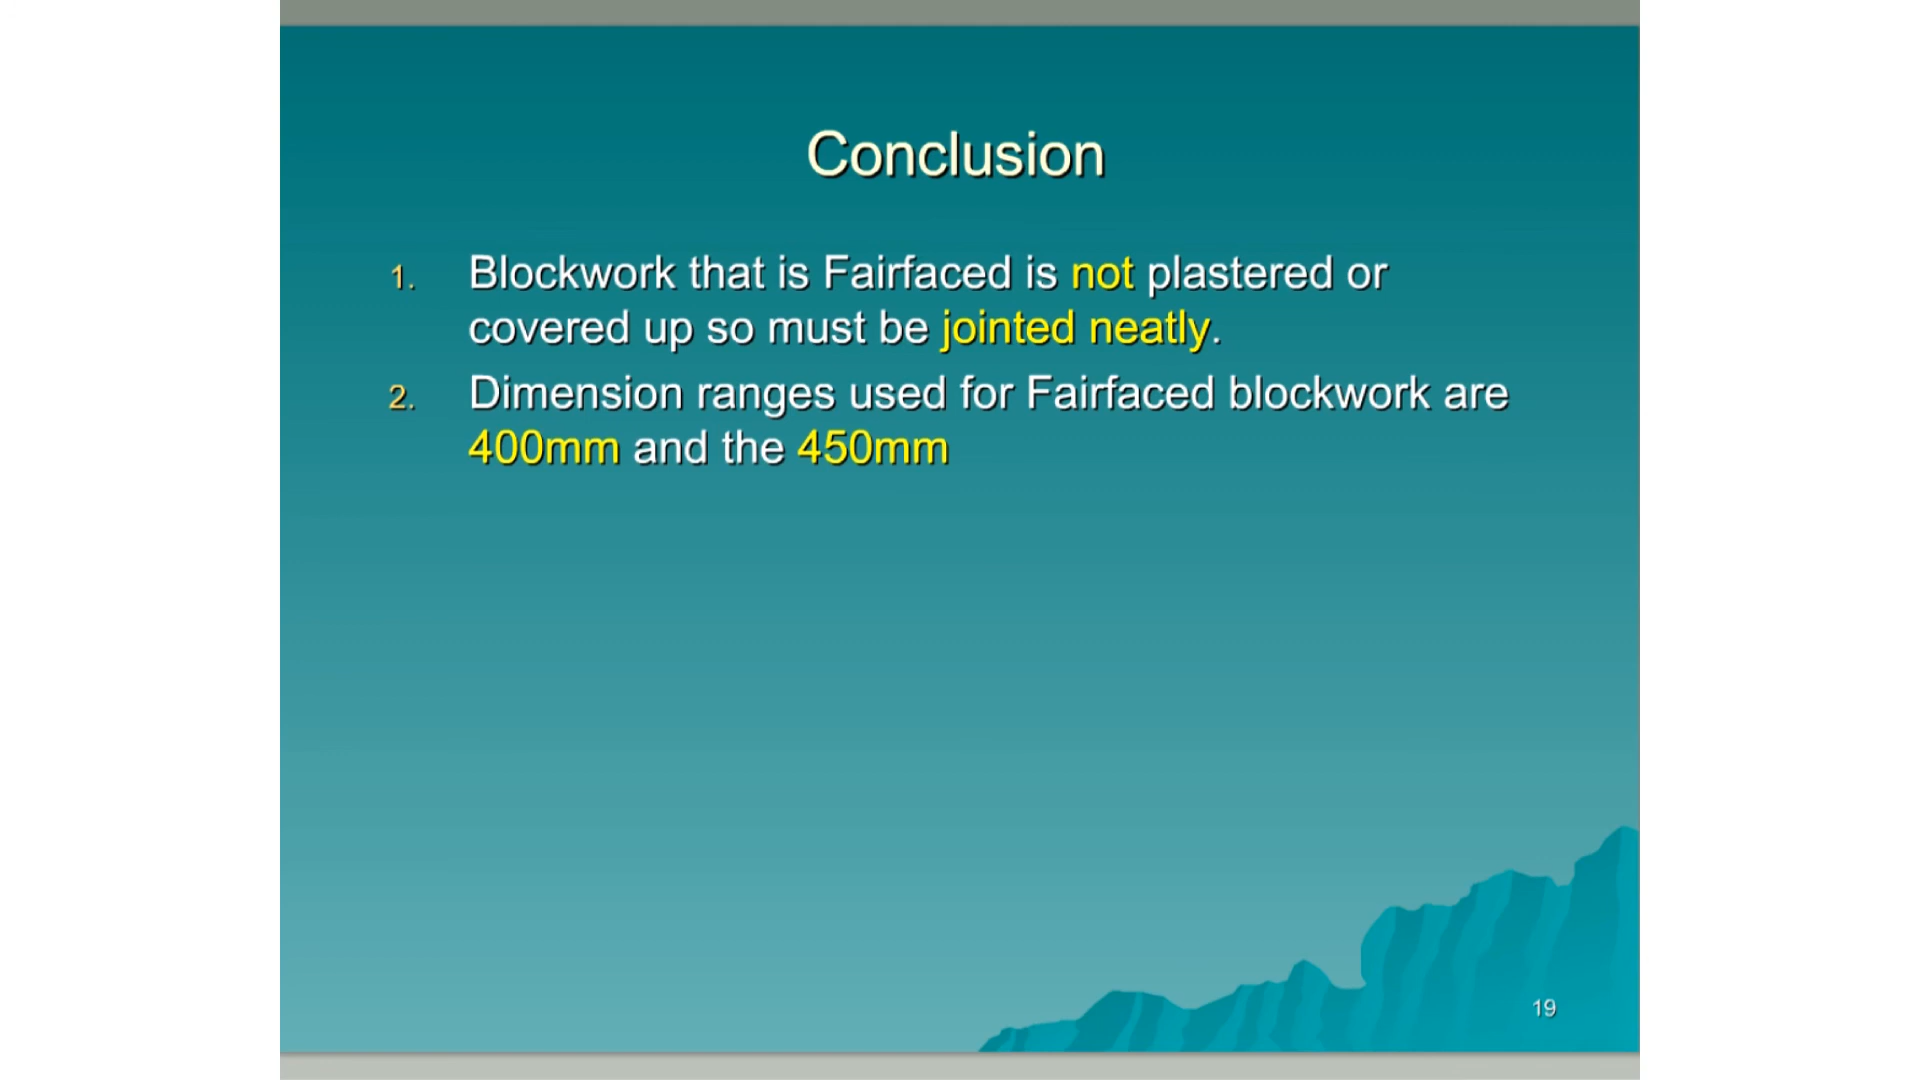 Conclusion
1. Blockwork that is Fairfaced is not plastered or
covered up so must be jointed neatly.
2. Dimension ranges used for Fairfaced blockwork are
400mm and the 450mm
19